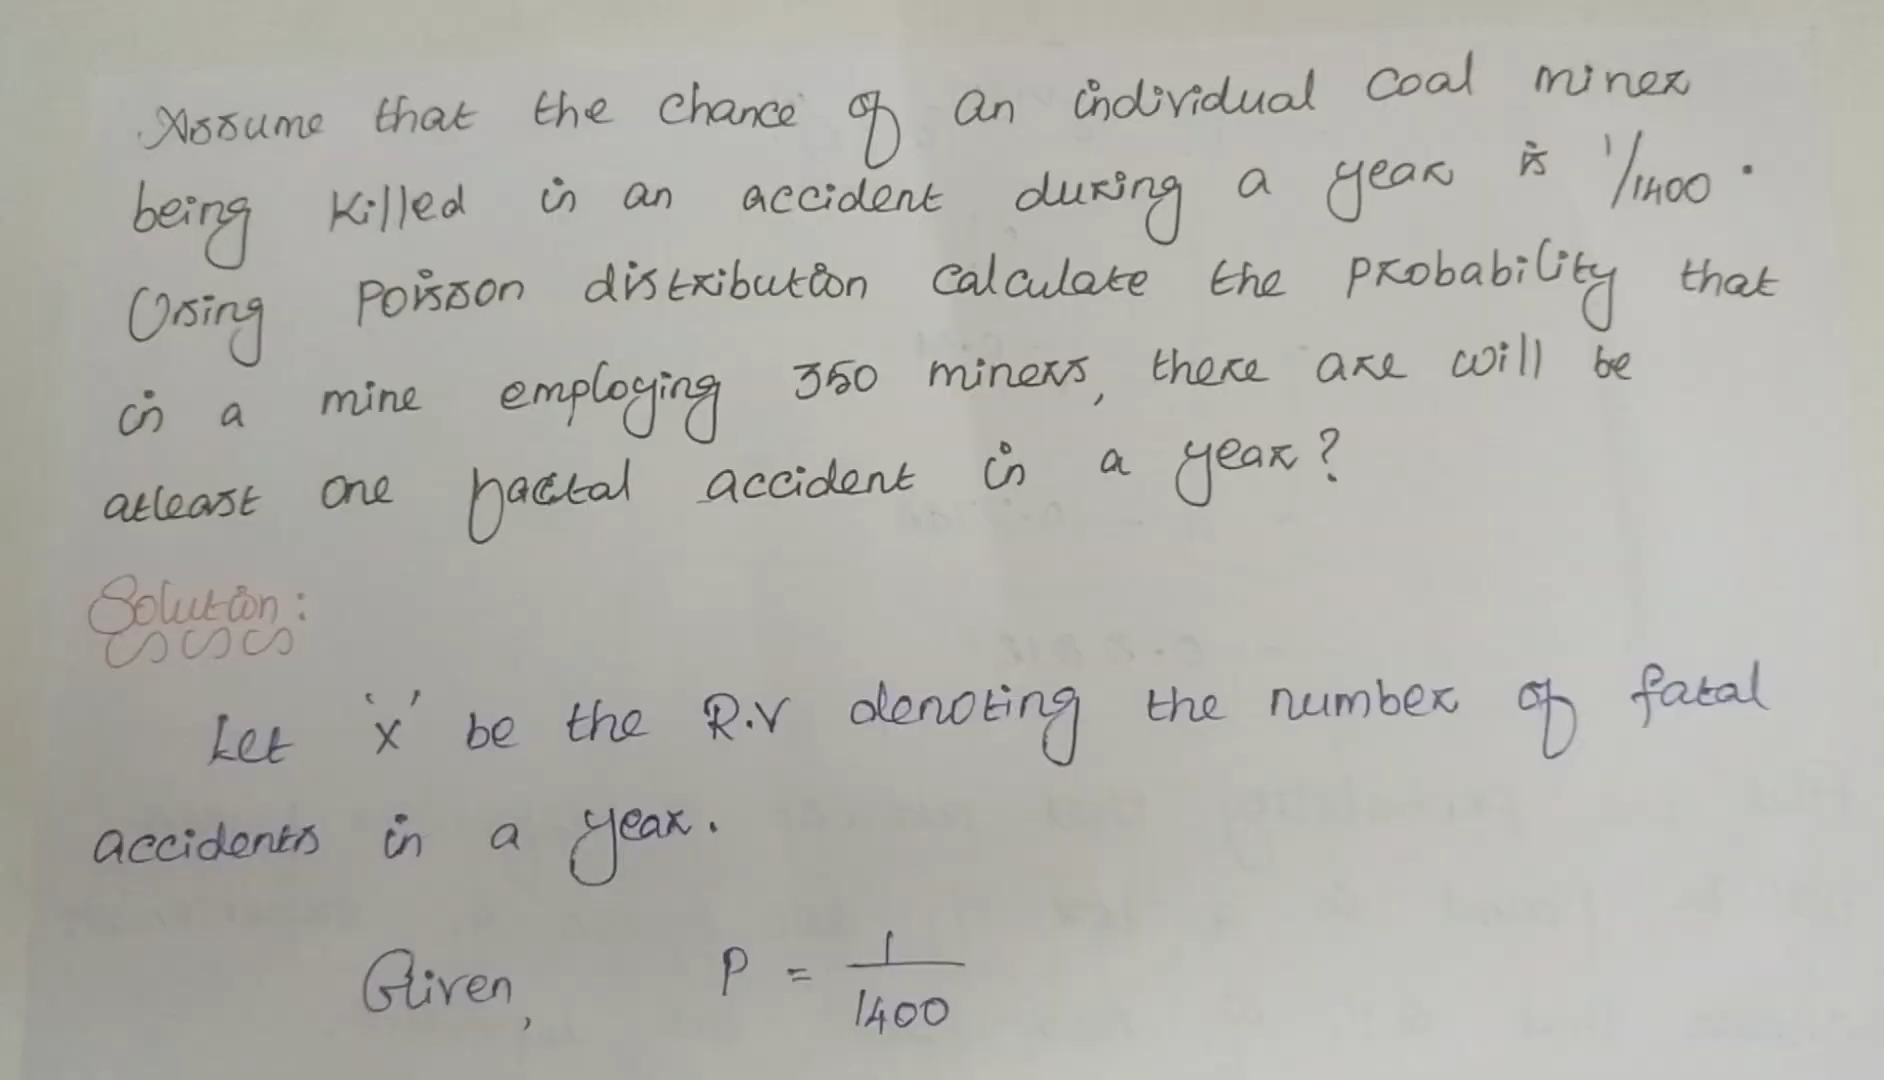 Assume that the chance of an individual coal miner
being killed in an accident during a year is 1/1400.
Using Poisson distribution calculate the probability that
in a mine employing 350 miners, there are will be
atleast one factal accident in a year?
Solution:
Let 'x' be the R.V denoting the number of fatal
accidents in a year.
Given, P = 1/1400